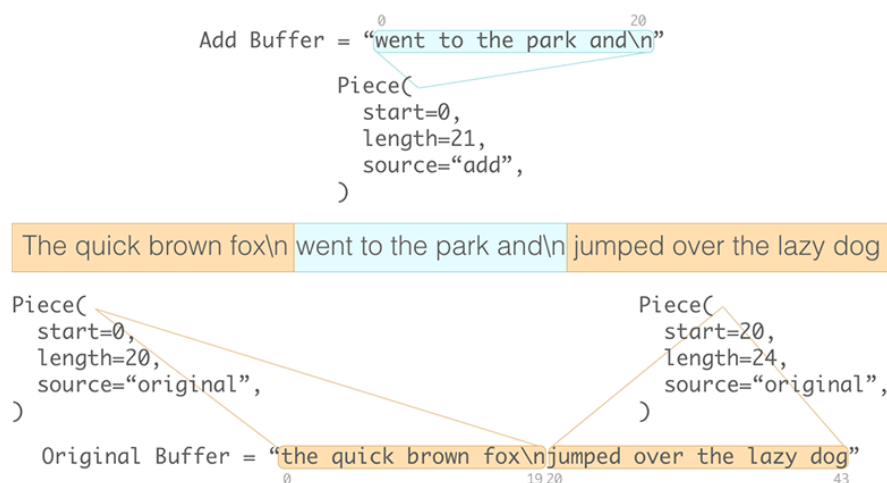 0 20
Add Buffer = “went to the park and\n”
Piece(
start=0,
length=21,
source=“add”,
)
The quick brown fox\n went to the park and\n jumped over the lazy dog
Piece(
start=0,
length=20,
source=“original”,
)
Piece(
start=20,
length=24,
source=“original”,
)
Original Buffer = “the quick brown fox\njumped over the lazy dog”
0 19 20 43